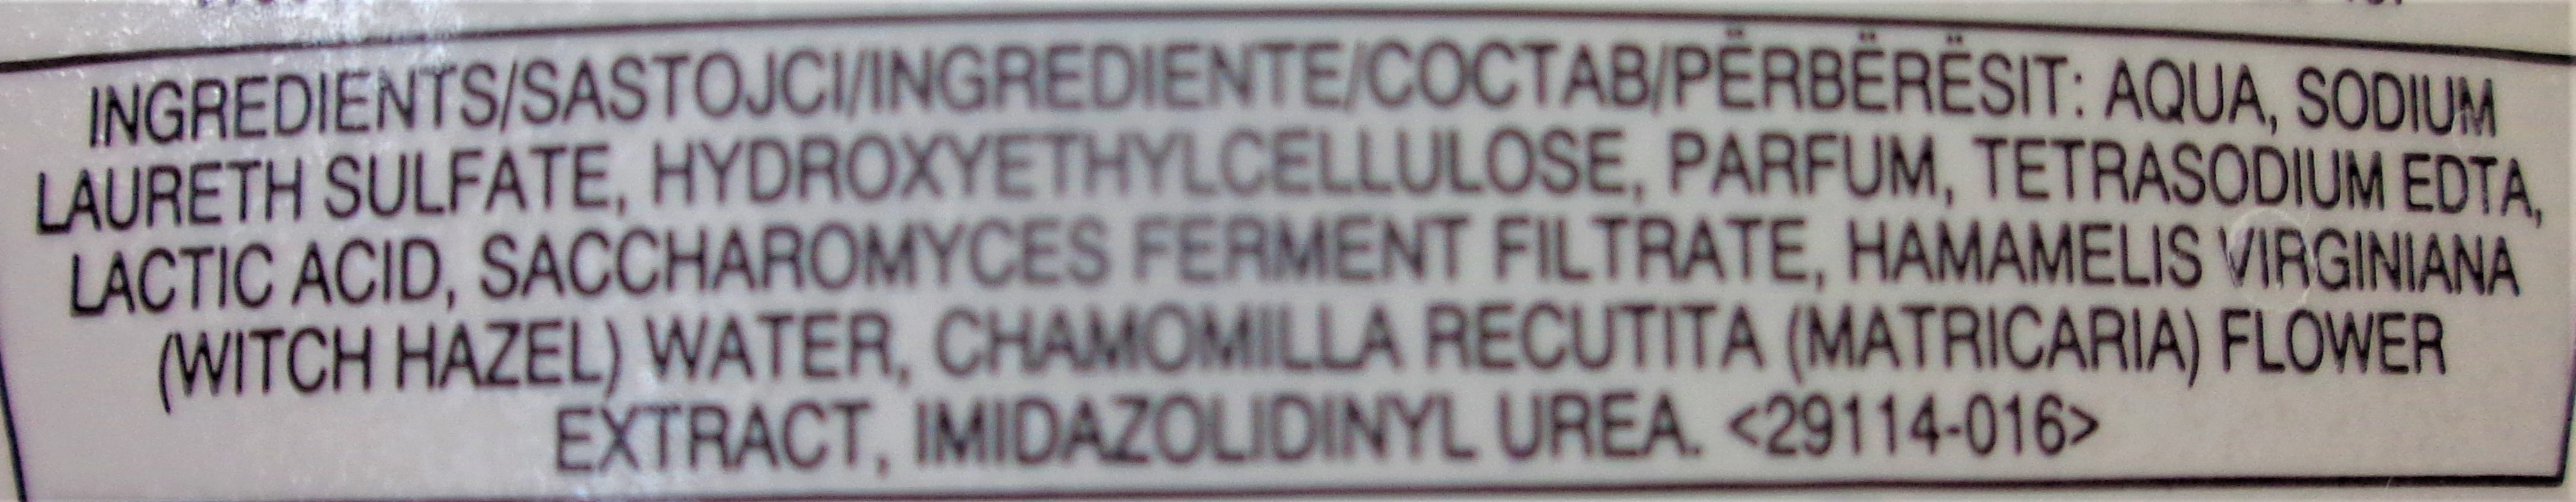 INGREDIENTS/SASTOJCI/INGREDIENTE/СОСТАВ/PËRBËRËSIT: AQUA, SODIUM
LAURETH SULFATE, HYDROXYETHYLCELLULOSE, PARFUM, TETRASODIUM EDTA,
LACTIC ACID, SACCHAROMYCES FERMENT FILTRATE, HAMAMELIS VIRGINIANA
(WITCH HAZEL) WATER, CHAMOMILLA RECUTITA (MATRICARIA) FLOWER
EXTRACT, IMIDAZOLIDINYL UREA. <29114-016>